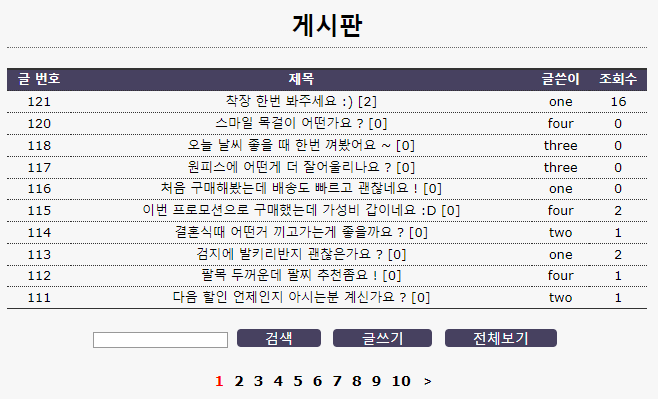 게시판
글 번호 제목 글쓴이 조회수
121 착장 한번 봐주세요 :) [2] one 16
120 스마일 목걸이 어떤가요 ? [0] four 0
118 오늘 날씨 좋을 때 한번 껴봤어요 ~ [0] three 0
117 원피스에 어떤게 더 잘어울리나요 ? [0] three 0
116 처음 구매해봤는데 배송도 빠르고 괜찮네요 ! [0] one 0
115 이번 프로모션으로 구매했는데 가성비 갑이네요 :D [0] four 2
114 결혼식때 어떤거 끼고가는게 좋을까요 ? [0] two 1
113 검지에 발키리반지 괜찮은가요 ? [0] one 2
112 팔목 두꺼운데 팔찌 추천좀요 ! [0] four 1
111 다음 할인 언제인지 아시는분 계신가요 ? [0] two 1
검색 글쓰기 전체보기
1 2 3 4 5 6 7 8 9 10 >